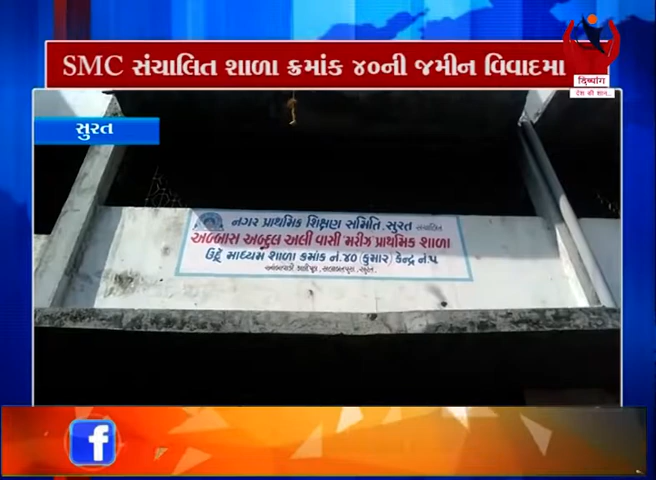 SMC સંચાલિત શાળા ક્રમાંક ૪૦ની જમીન વિવાદમા
दिव्यांग
देश की शान..
સુરત
નગર પ્રાથમિક શિક્ષણ સમિતિ.સુરત સંચાલિત
અબ્બાસ અબ્દુલ અલી વાસી મરીઝ પ્રાથમિક શાળા
ઉર્દૂ માધ્યમ શાળા ક્રમાંક નં.૪૦ (કુમાર) કેન્દ્ર નં.૫
f